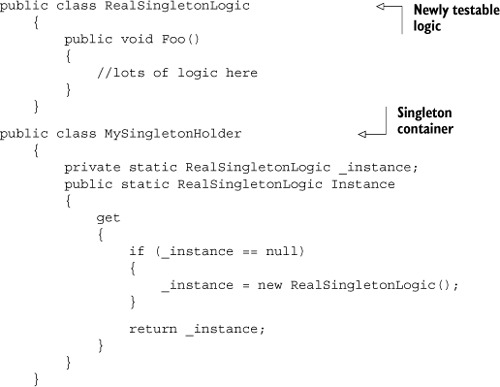 public class RealSingletonLogic
Newly testable
logic
{
public void Foo()
{
//lots of logic here
}
}
Singleton
container
public class MySingletonHolder
{
private static RealSingletonLogic _instance;
public static RealSingletonLogic Instance
{
get
{
if (_instance == null)
{
_instance = new RealSingletonLogic();
}
return _instance;
}
}
}